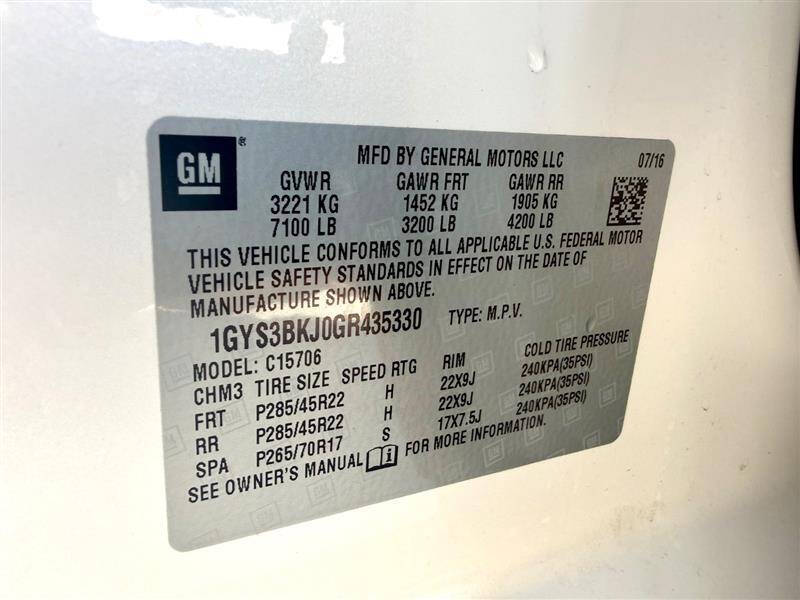 GM ® MFD BY GENERAL MOTORS LLC 07/16
GVWR GAWR FRT GAWR RR
3221 KG 1452 KG 1905 KG
7100 LB 3200 LB 4200 LB
THIS VEHICLE CONFORMS TO ALL APPLICABLE U.S. FEDERAL MOTOR
VEHICLE SAFETY STANDARDS IN EFFECT ON THE DATE OF
MANUFACTURE SHOWN ABOVE.
1GYS3BKJ0GR435330 TYPE: M.P.V.
MODEL: C15706
CHM3 TIRE SIZE SPEED RTG RIM COLD TIRE PRESSURE
FRT P285/45R22 H 22X9J 240KPA(35PSI)
RR P285/45R22 H 22X9J 240KPA(35PSI)
SPA P265/70R17 S 17X7.5J 240KPA(35PSI)
SEE OWNER'S MANUAL FOR MORE INFORMATION.